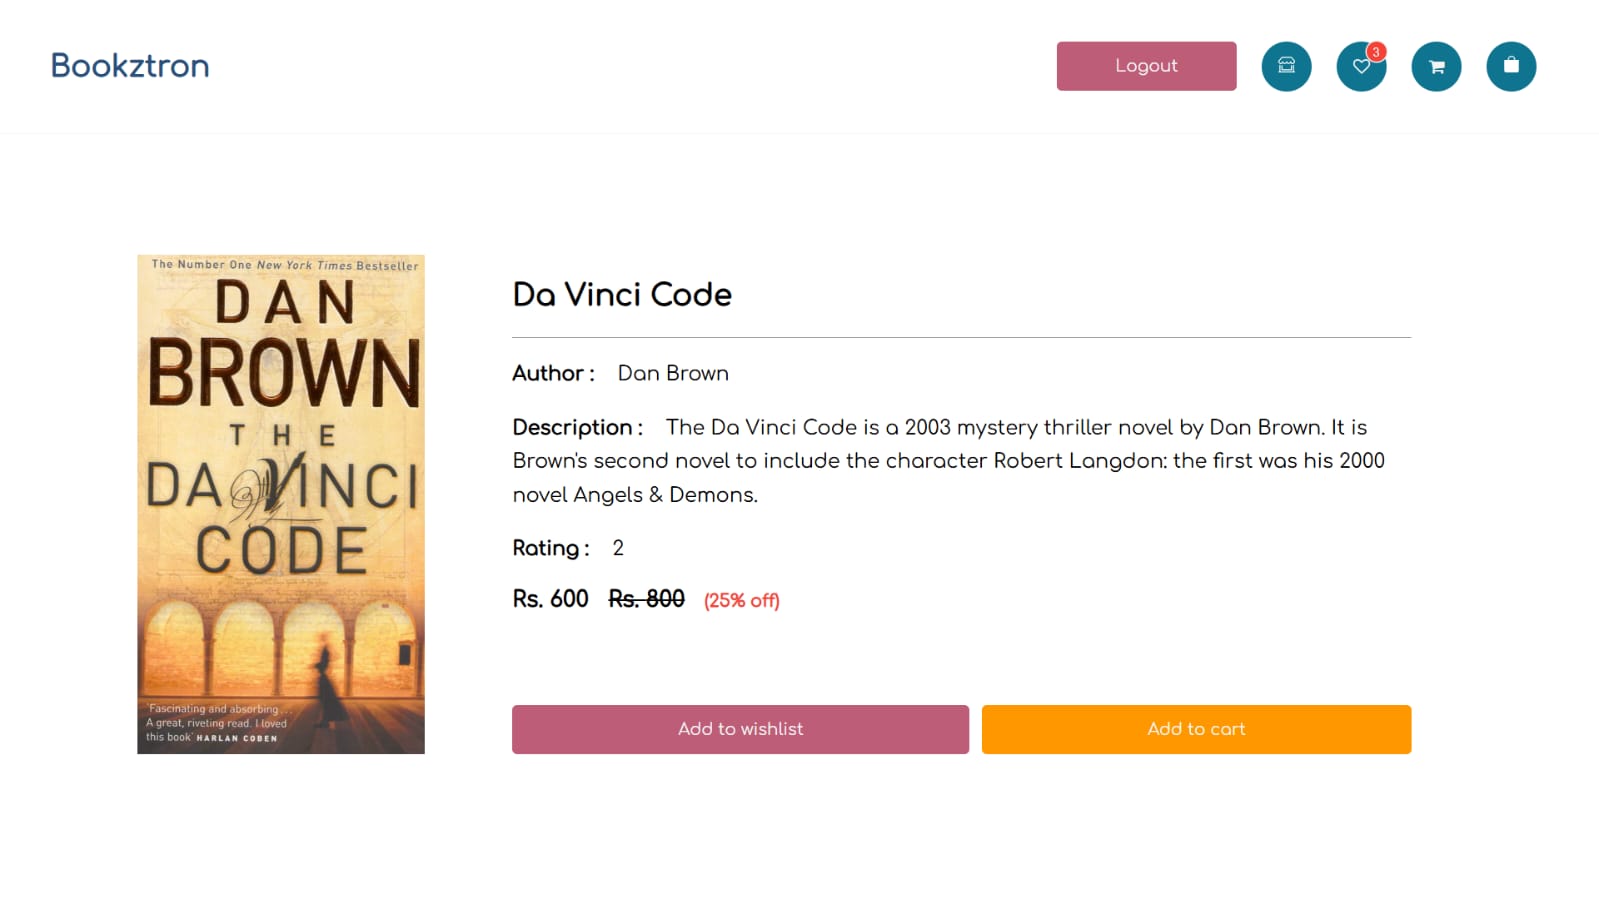 Bookztron
Logout
3
The Number One New York Times Bestseller
DAN
BROWN
THE
DA VINCI
CODE
'Fascinating and absorbing...
A great, riveting read. I loved
this book' HARLAN COBEN
Da Vinci Code
Author : Dan Brown
Description : The Da Vinci Code is a 2003 mystery thriller novel by Dan Brown. It is
Brown's second novel to include the character Robert Langdon: the first was his 2000
novel Angels & Demons.
Rating : 2
Rs. 600 Rs. 800 (25% off)
Add to wishlist
Add to cart